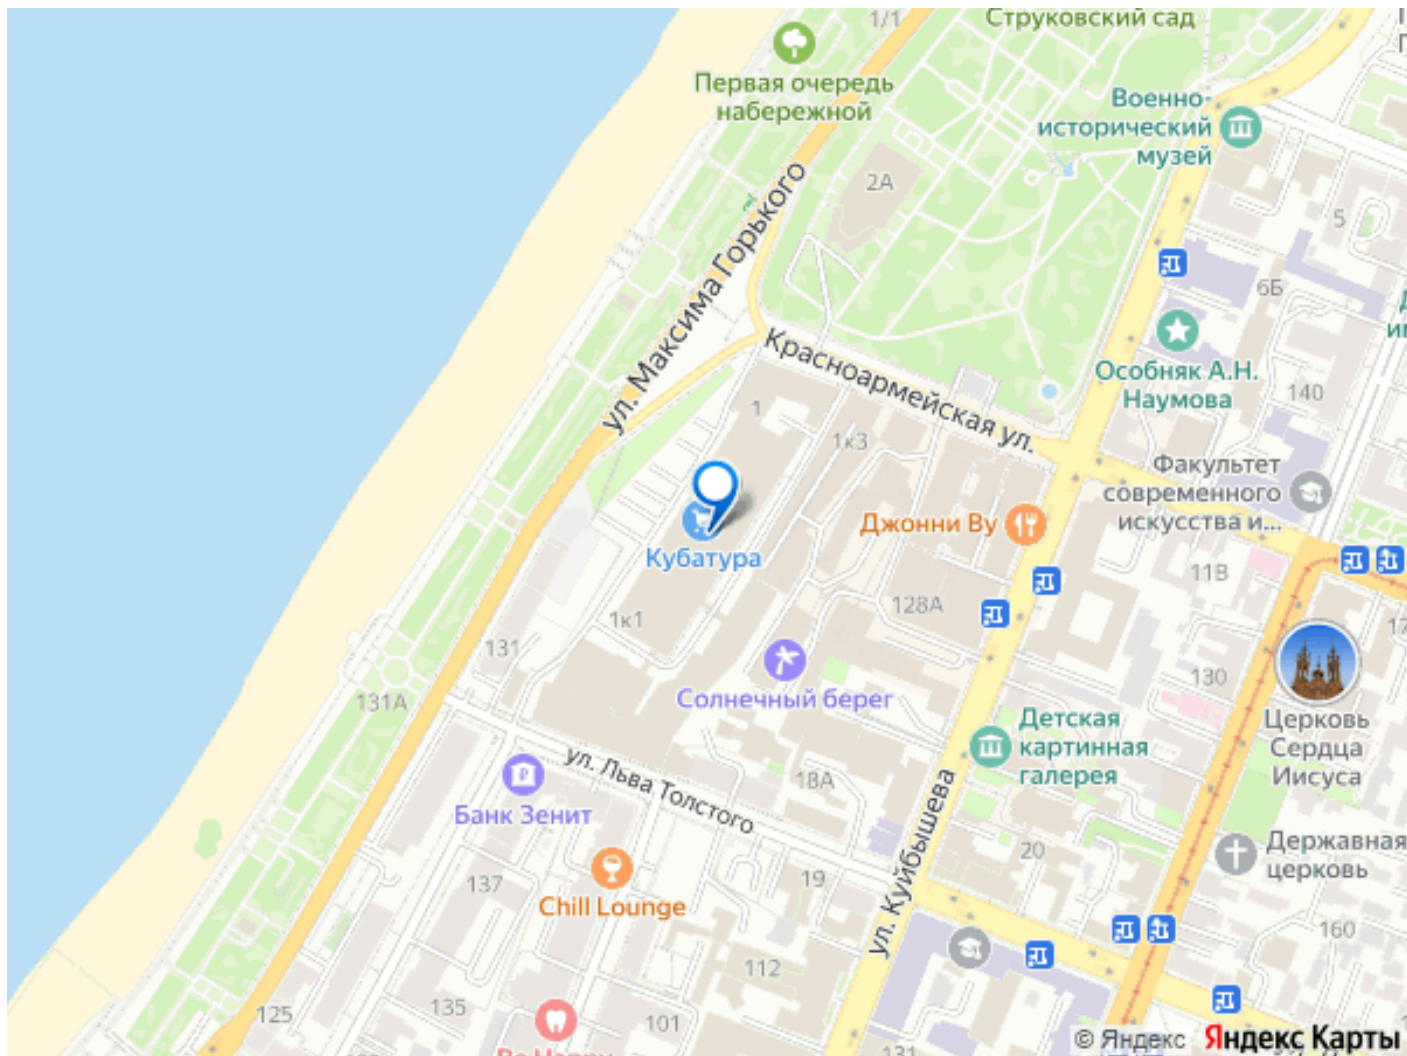 1/1
Струковский сад
Первая очередь
набережной
Военно-
исторический
музей
2А
5
ул. Максима Горького
6Б
Особняк А.Н.
Наумова
Красноармейская ул.
140
1
1к3
Факультет
современного
искусства и...
Джонни Ву
Кубатура
11В
128А
1к1
131
130
Солнечный берег
131А
Церковь
Сердца
Иисуса
Детская
картинная
галерея
ул. Льва Толстого
18А
Банк Зенит
ул. Куйбышева
20
Державная
церковь
137
19
Chill Lounge
160
112
125
135
101
© Яндекс Яндекс Карты